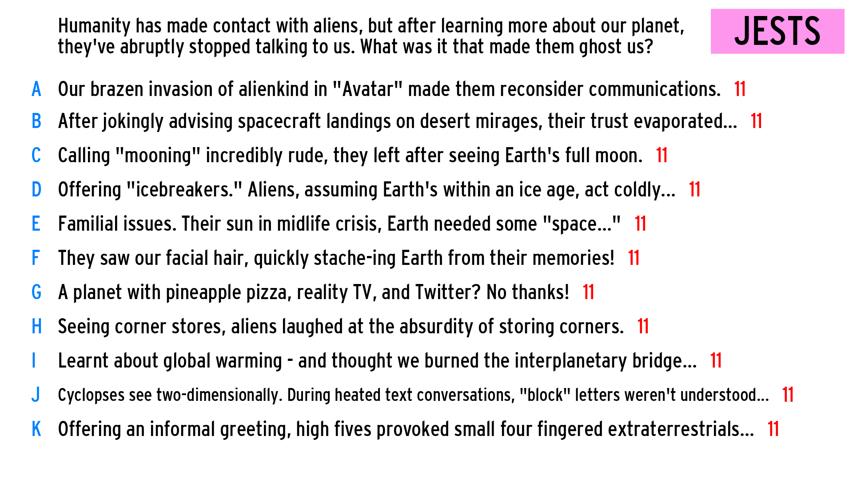 Humanity has made contact with aliens, but after learning more about our planet,
they've abruptly stopped talking to us. What was it that made them ghost us?
JESTS
A Our brazen invasion of alienkind in "Avatar" made them reconsider communications. 11
B After jokingly advising spacecraft landings on desert mirages, their trust evaporated... 11
C Calling "mooning" incredibly rude, they left after seeing Earth's full moon. 11
D Offering "icebreakers." Aliens, assuming Earth's within an ice age, act coldly... 11
E Familial issues. Their sun in midlife crisis, Earth needed some "space..." 11
F They saw our facial hair, quickly stache-ing Earth from their memories! 11
G A planet with pineapple pizza, reality TV, and Twitter? No thanks! 11
H Seeing corner stores, aliens laughed at the absurdity of storing corners. 11
I Learnt about global warming - and thought we burned the interplanetary bridge... 11
J Cyclopses see two-dimensionally. During heated text conversations, "block" letters weren't understood... 11
K Offering an informal greeting, high fives provoked small four fingered extraterrestrials... 11